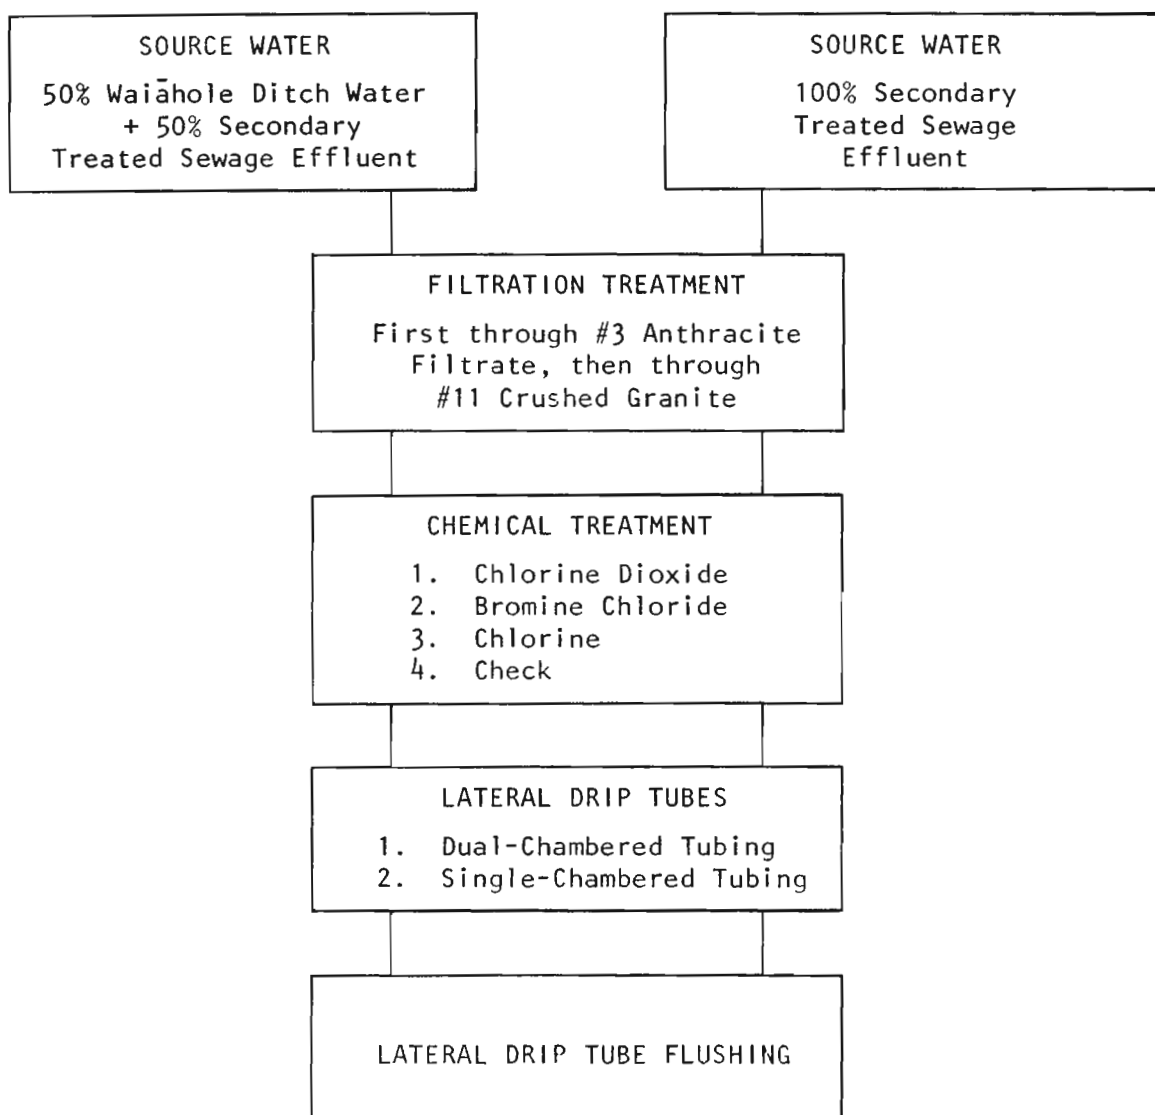 SOURCE WATER
50% Waiāhole Ditch Water
+ 50% Secondary
Treated Sewage Effluent
SOURCE WATER
100% Secondary
Treated Sewage
Effluent
FILTRATION TREATMENT
First through #3 Anthracite
Filtrate, then through
#11 Crushed Granite
CHEMICAL TREATMENT
1. Chlorine Dioxide
2. Bromine Chloride
3. Chlorine
4. Check
LATERAL DRIP TUBES
1. Dual-Chambered Tubing
2. Single-Chambered Tubing
LATERAL DRIP TUBE FLUSHING